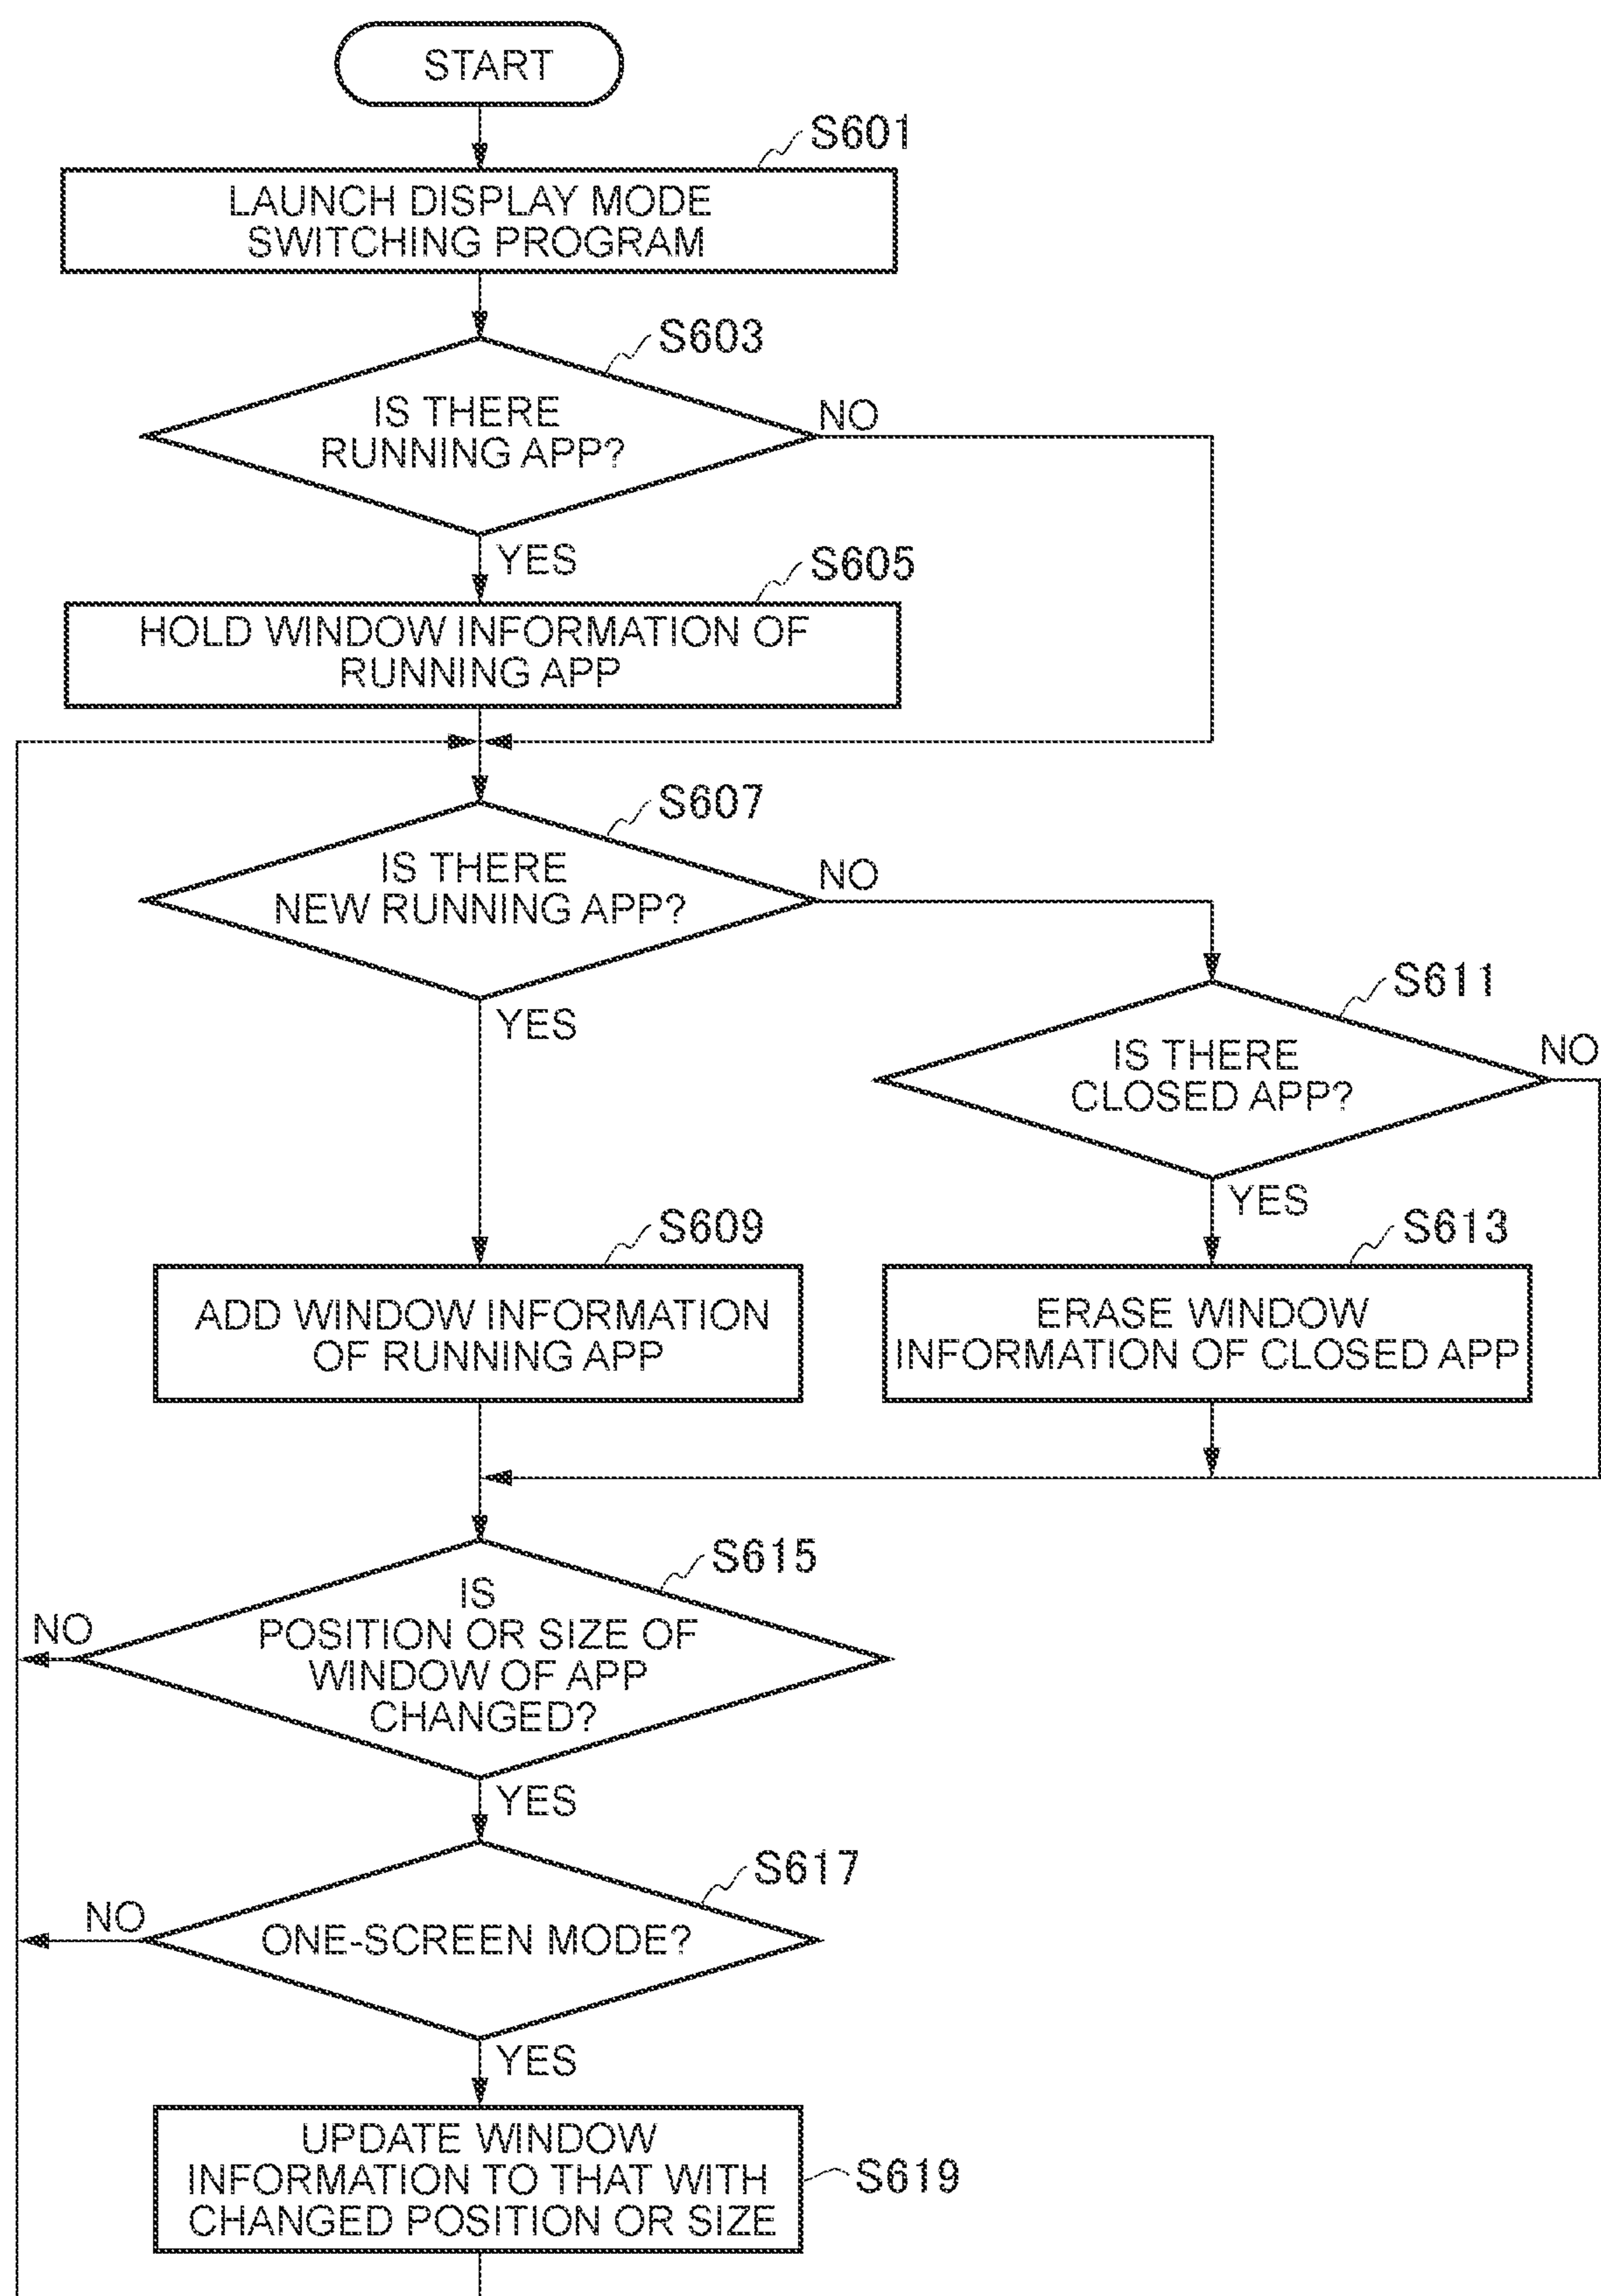 START
S601
LAUNCH DISPLAY MODE
SWITCHING PROGRAM
S603
IS THERE
RUNNING APP?
NO
YES
S605
HOLD WINDOW INFORMATION OF
RUNNING APP
S607
IS THERE
NEW RUNNING APP?
NO
YES
S611
IS THERE
CLOSED APP?
NO
YES
S609
ADD WINDOW INFORMATION
OF RUNNING APP
S613
ERASE WINDOW
INFORMATION OF CLOSED APP
S615
IS
POSITION OR SIZE OF
WINDOW OF APP
CHANGED?
NO
YES
S617
ONE-SCREEN MODE?
NO
YES
UPDATE WINDOW
INFORMATION TO THAT WITH
CHANGED POSITION OR SIZE
S619